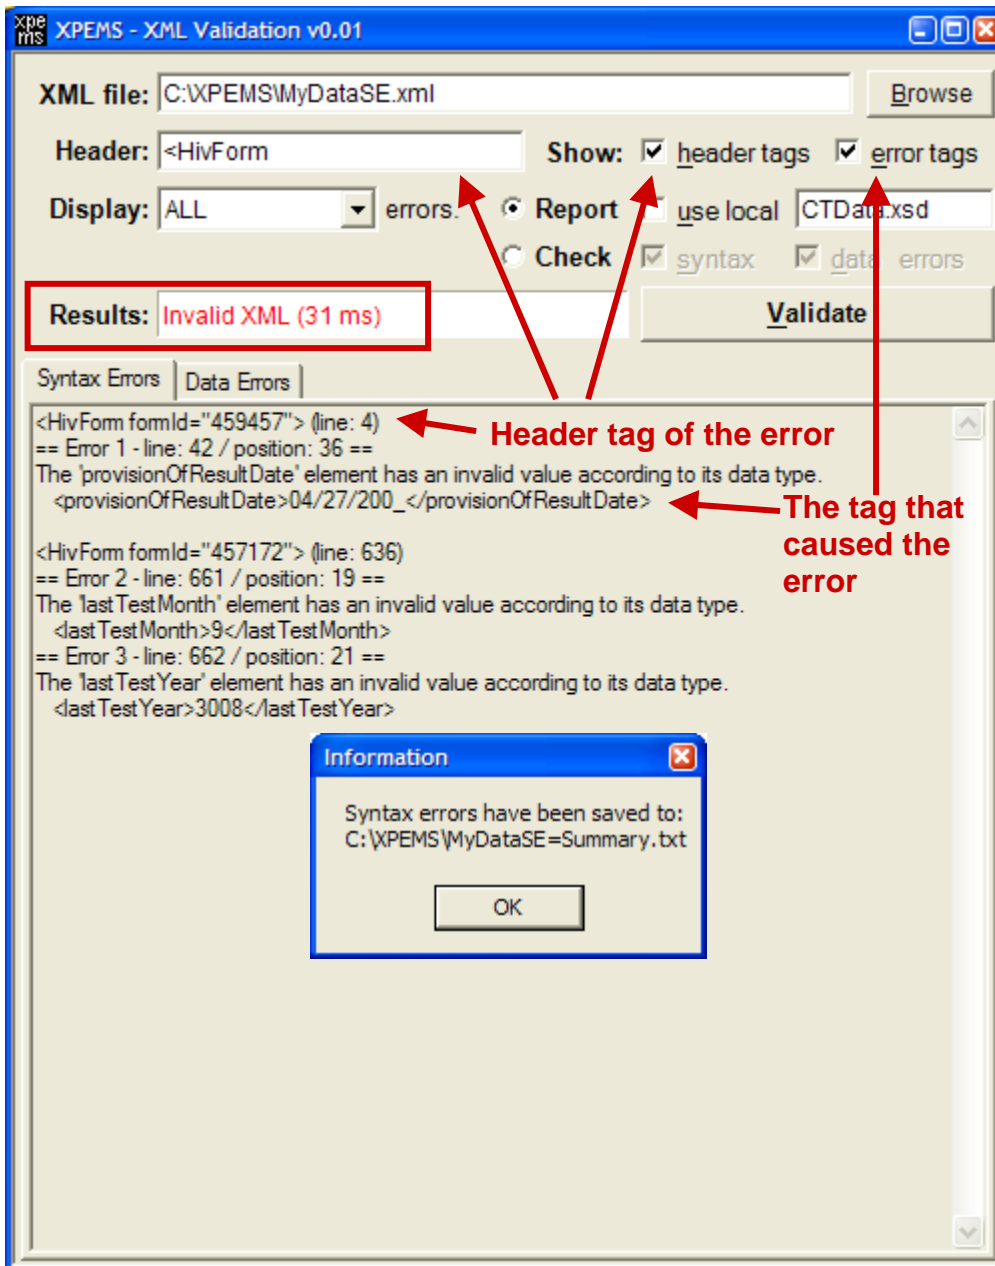 xpe ms XPEMS - XML Validation v0.01
XML file: C:\XPEMS\MyDataSE.xml Browse
Header: <HivForm Show: header tags error tags
Display: ALL errors. Report use local CTData.xsd
Check syntax data errors
Results: Invalid XML (31 ms) Validate
Syntax Errors Data Errors
<HivForm formId="459457"> (line: 4)
Header tag of the error
== Error 1 - line: 42 / position: 36 ==
The 'provisionOfResultDate' element has an invalid value according to its data type.
<provisionOfResultDate>04/27/200_</provisionOfResultDate>
The tag that
caused the
error
<HivForm formId="457172"> (line: 636)
== Error 2 - line: 661 / position: 19 ==
The 'lastTestMonth' element has an invalid value according to its data type.
<lastTestMonth>9</lastTestMonth>
== Error 3 - line: 662 / position: 21 ==
The 'lastTestYear' element has an invalid value according to its data type.
<lastTestYear>3008</lastTestYear>
Information
Syntax errors have been saved to:
C:\XPEMS\MyDataSE=Summary.txt
OK